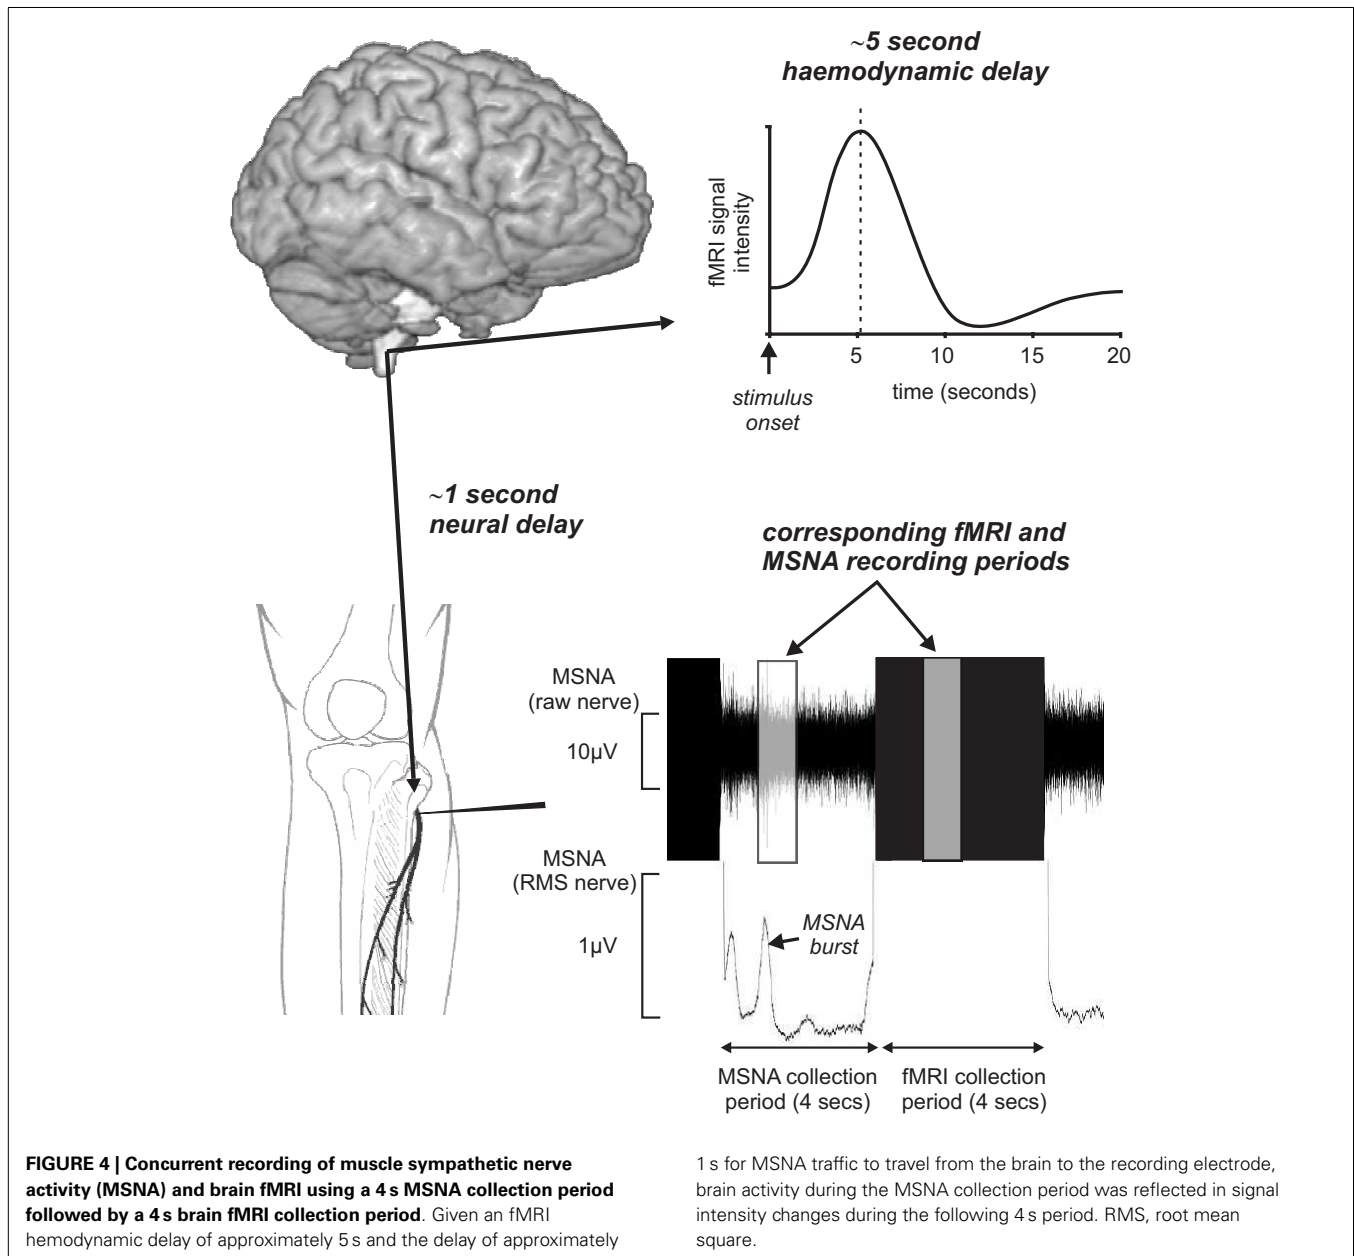 ~5 second
haemodynamic delay
fMRI signal
intensity
5
10
15
20
time (seconds)
stimulus
onset
~1 second
neural delay
corresponding fMRI and
MSNA recording periods
MSNA
(raw nerve)
10µV
MSNA
(RMS nerve)
1µV
MSNA
burst
MSNA collection
period (4 secs)
fMRI collection
period (4 secs)
FIGURE 4 | Concurrent recording of muscle sympathetic nerve
activity (MSNA) and brain fMRI using a 4 s MSNA collection period
followed by a 4 s brain fMRI collection period. Given an fMRI
hemodynamic delay of approximately 5 s and the delay of approximately
1 s for MSNA traffic to travel from the brain to the recording electrode,
brain activity during the MSNA collection period was reflected in signal
intensity changes during the following 4 s period. RMS, root mean
square.